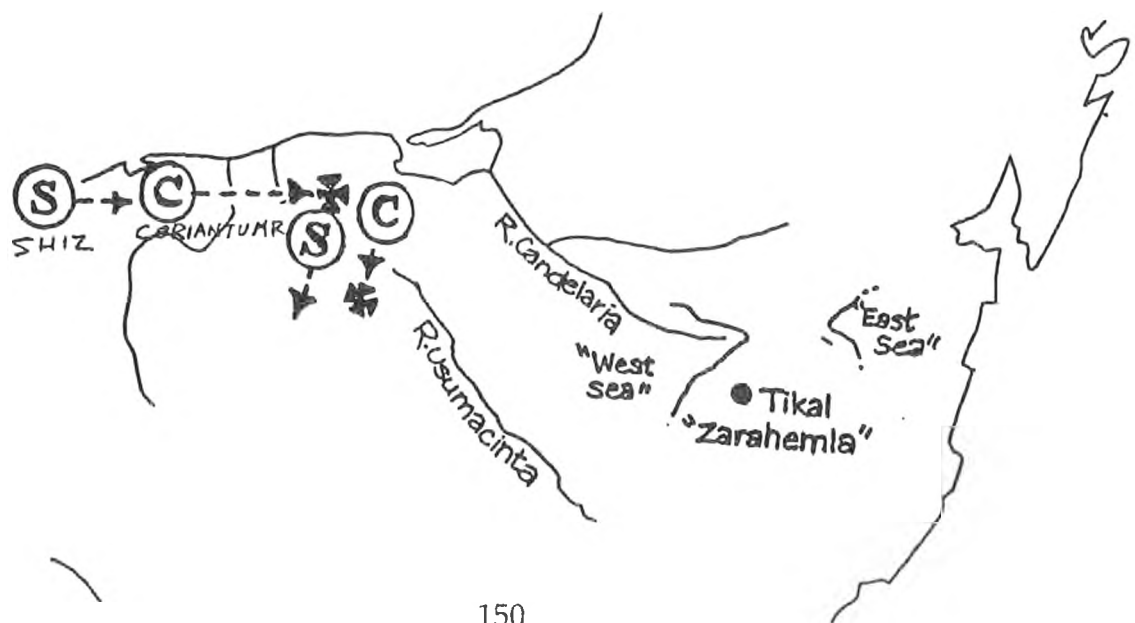 S
C
SHIZ
CORIANTUMR
S
C
R. Candelaria
R. Usumacinta
"West
Sea"
"East
Sea"
Tikal
"Zarahemla"
150